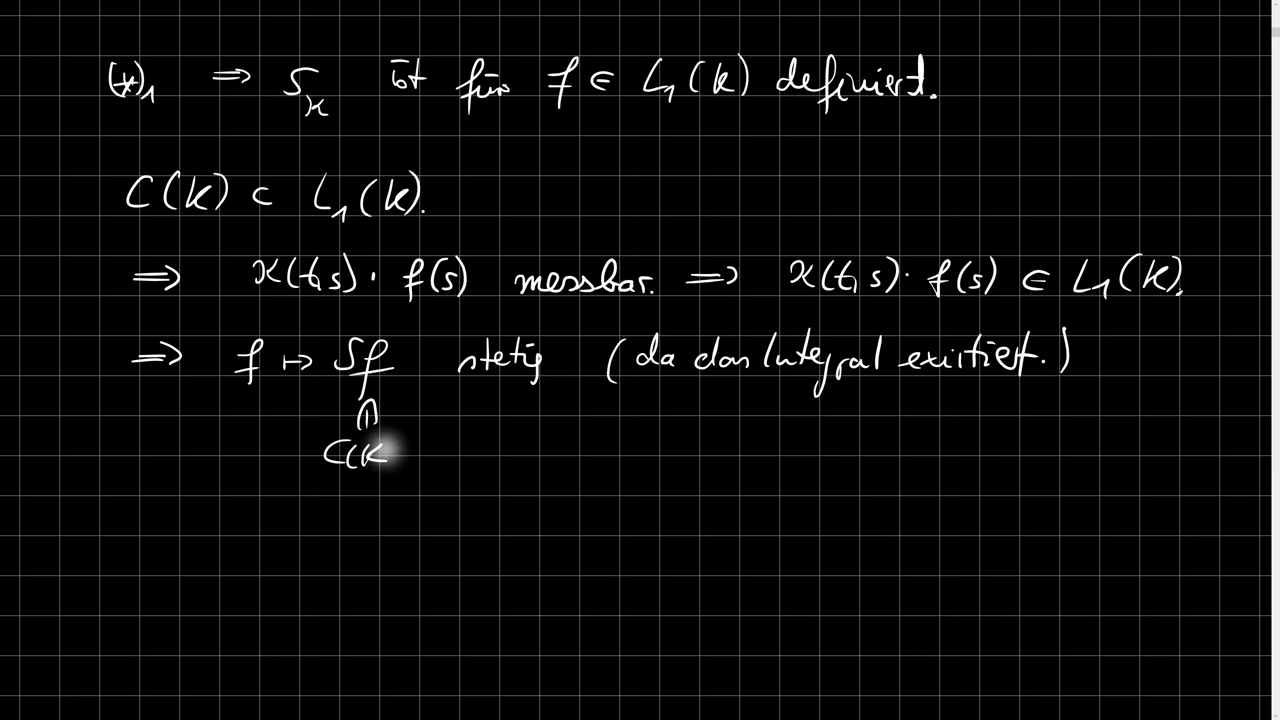 (*)₁ ⇒ S_κ ist für f ∈ L₁(K) definiert.
C(K) ⊂ L₁(K).
⇒ κ(t,s) · f(s) messbar. ⇒ κ(t,s) · f(s) ∈ L₁(K).
⇒ f ↦ Sf stetig (da das Integral existiert.)
∈
C(K